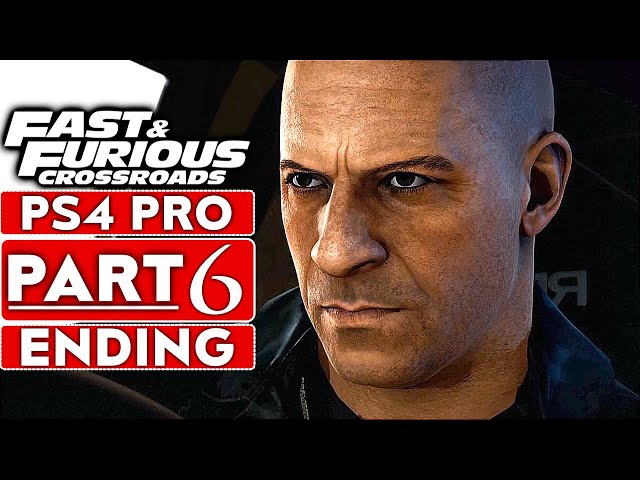 FAST &
FURIOUS
CROSSROADS
PS4 PRO
PART 6
ENDING